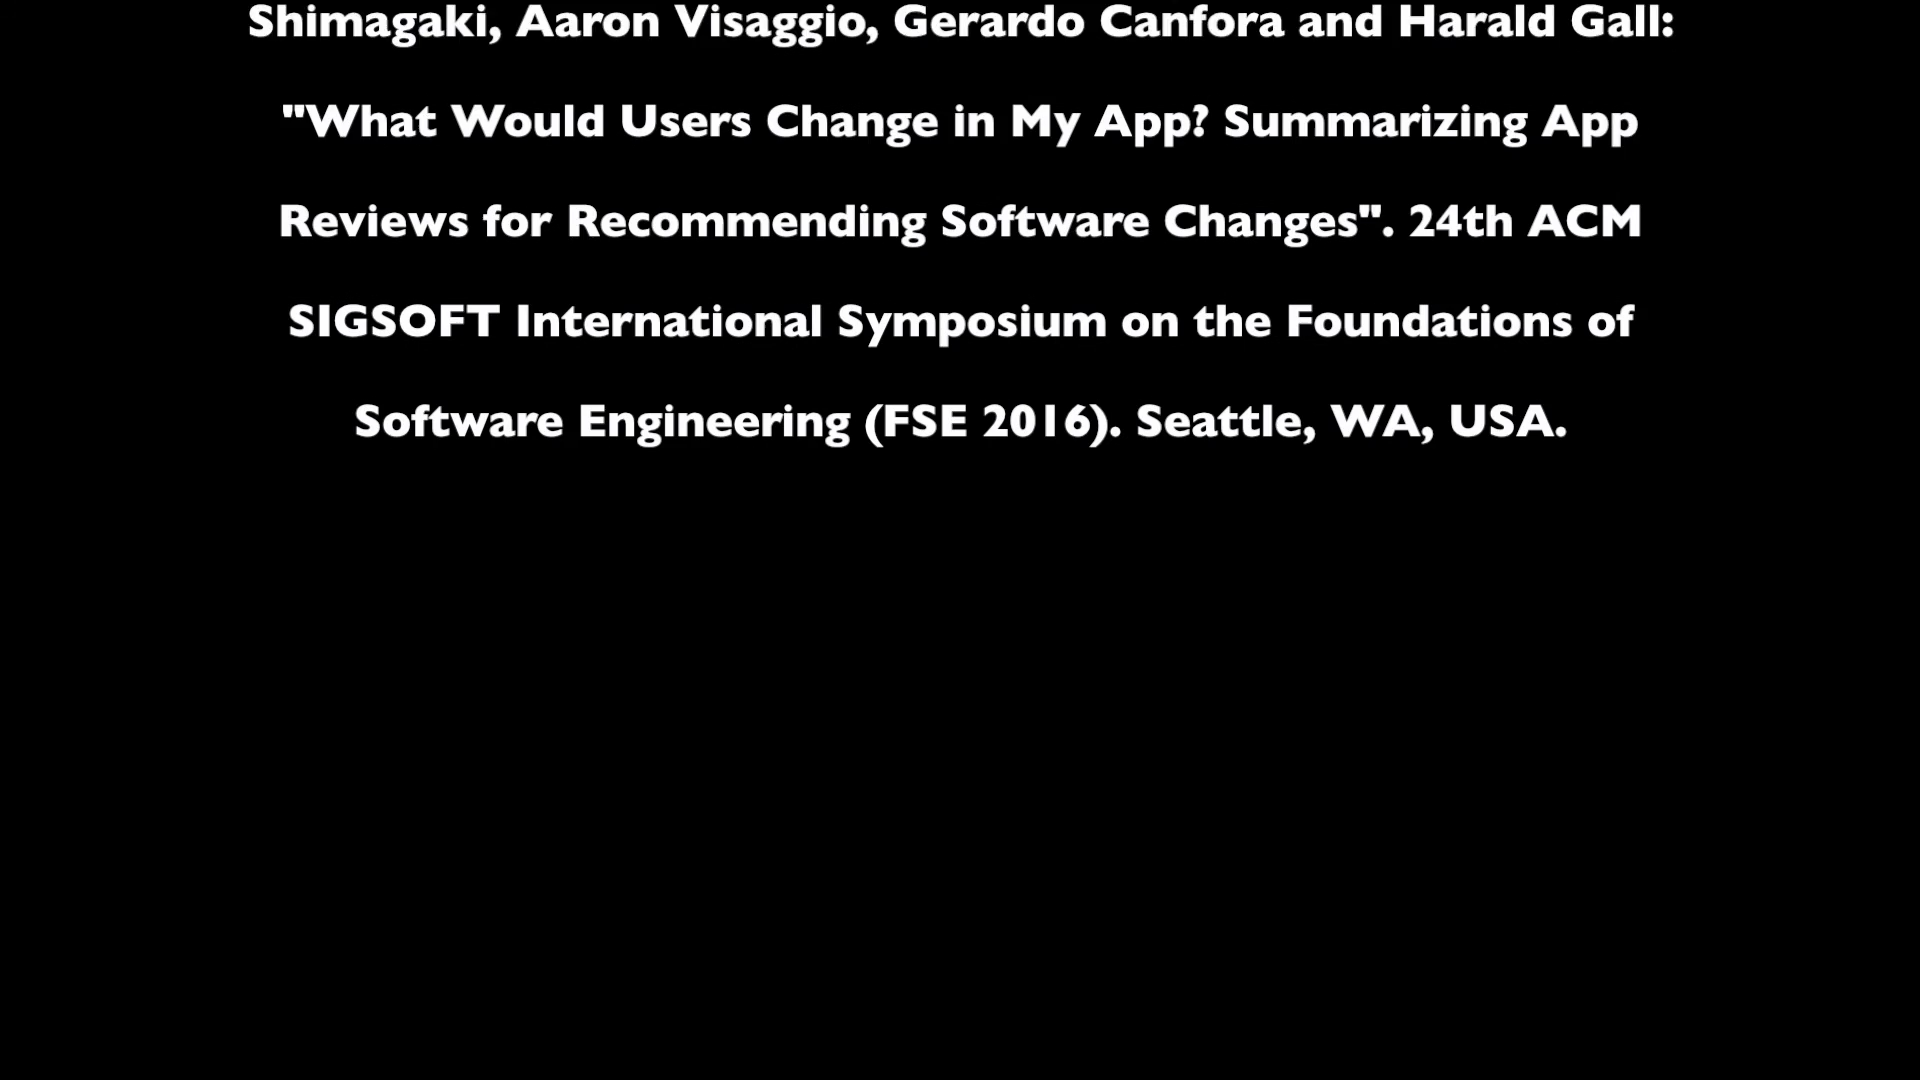 Shimagaki, Aaron Visaggio, Gerardo Canfora and Harald Gall:
"What Would Users Change in My App? Summarizing App
Reviews for Recommending Software Changes". 24th ACM
SIGSOFT International Symposium on the Foundations of
Software Engineering (FSE 2016). Seattle, WA, USA.